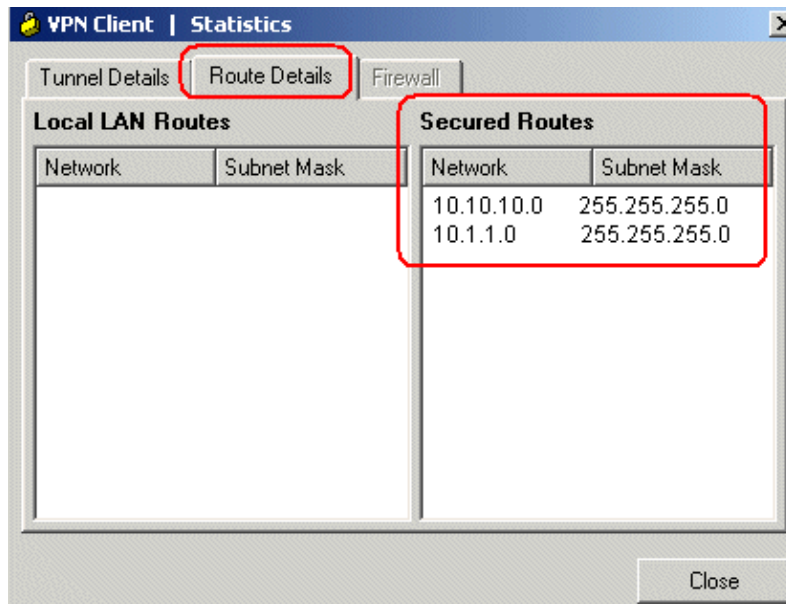 VPN Client | Statistics
Tunnel Details Route Details Firewall
Local LAN Routes
Network Subnet Mask
Secured Routes
Network Subnet Mask
10.10.10.0 255.255.255.0
10.1.1.0 255.255.255.0
Close